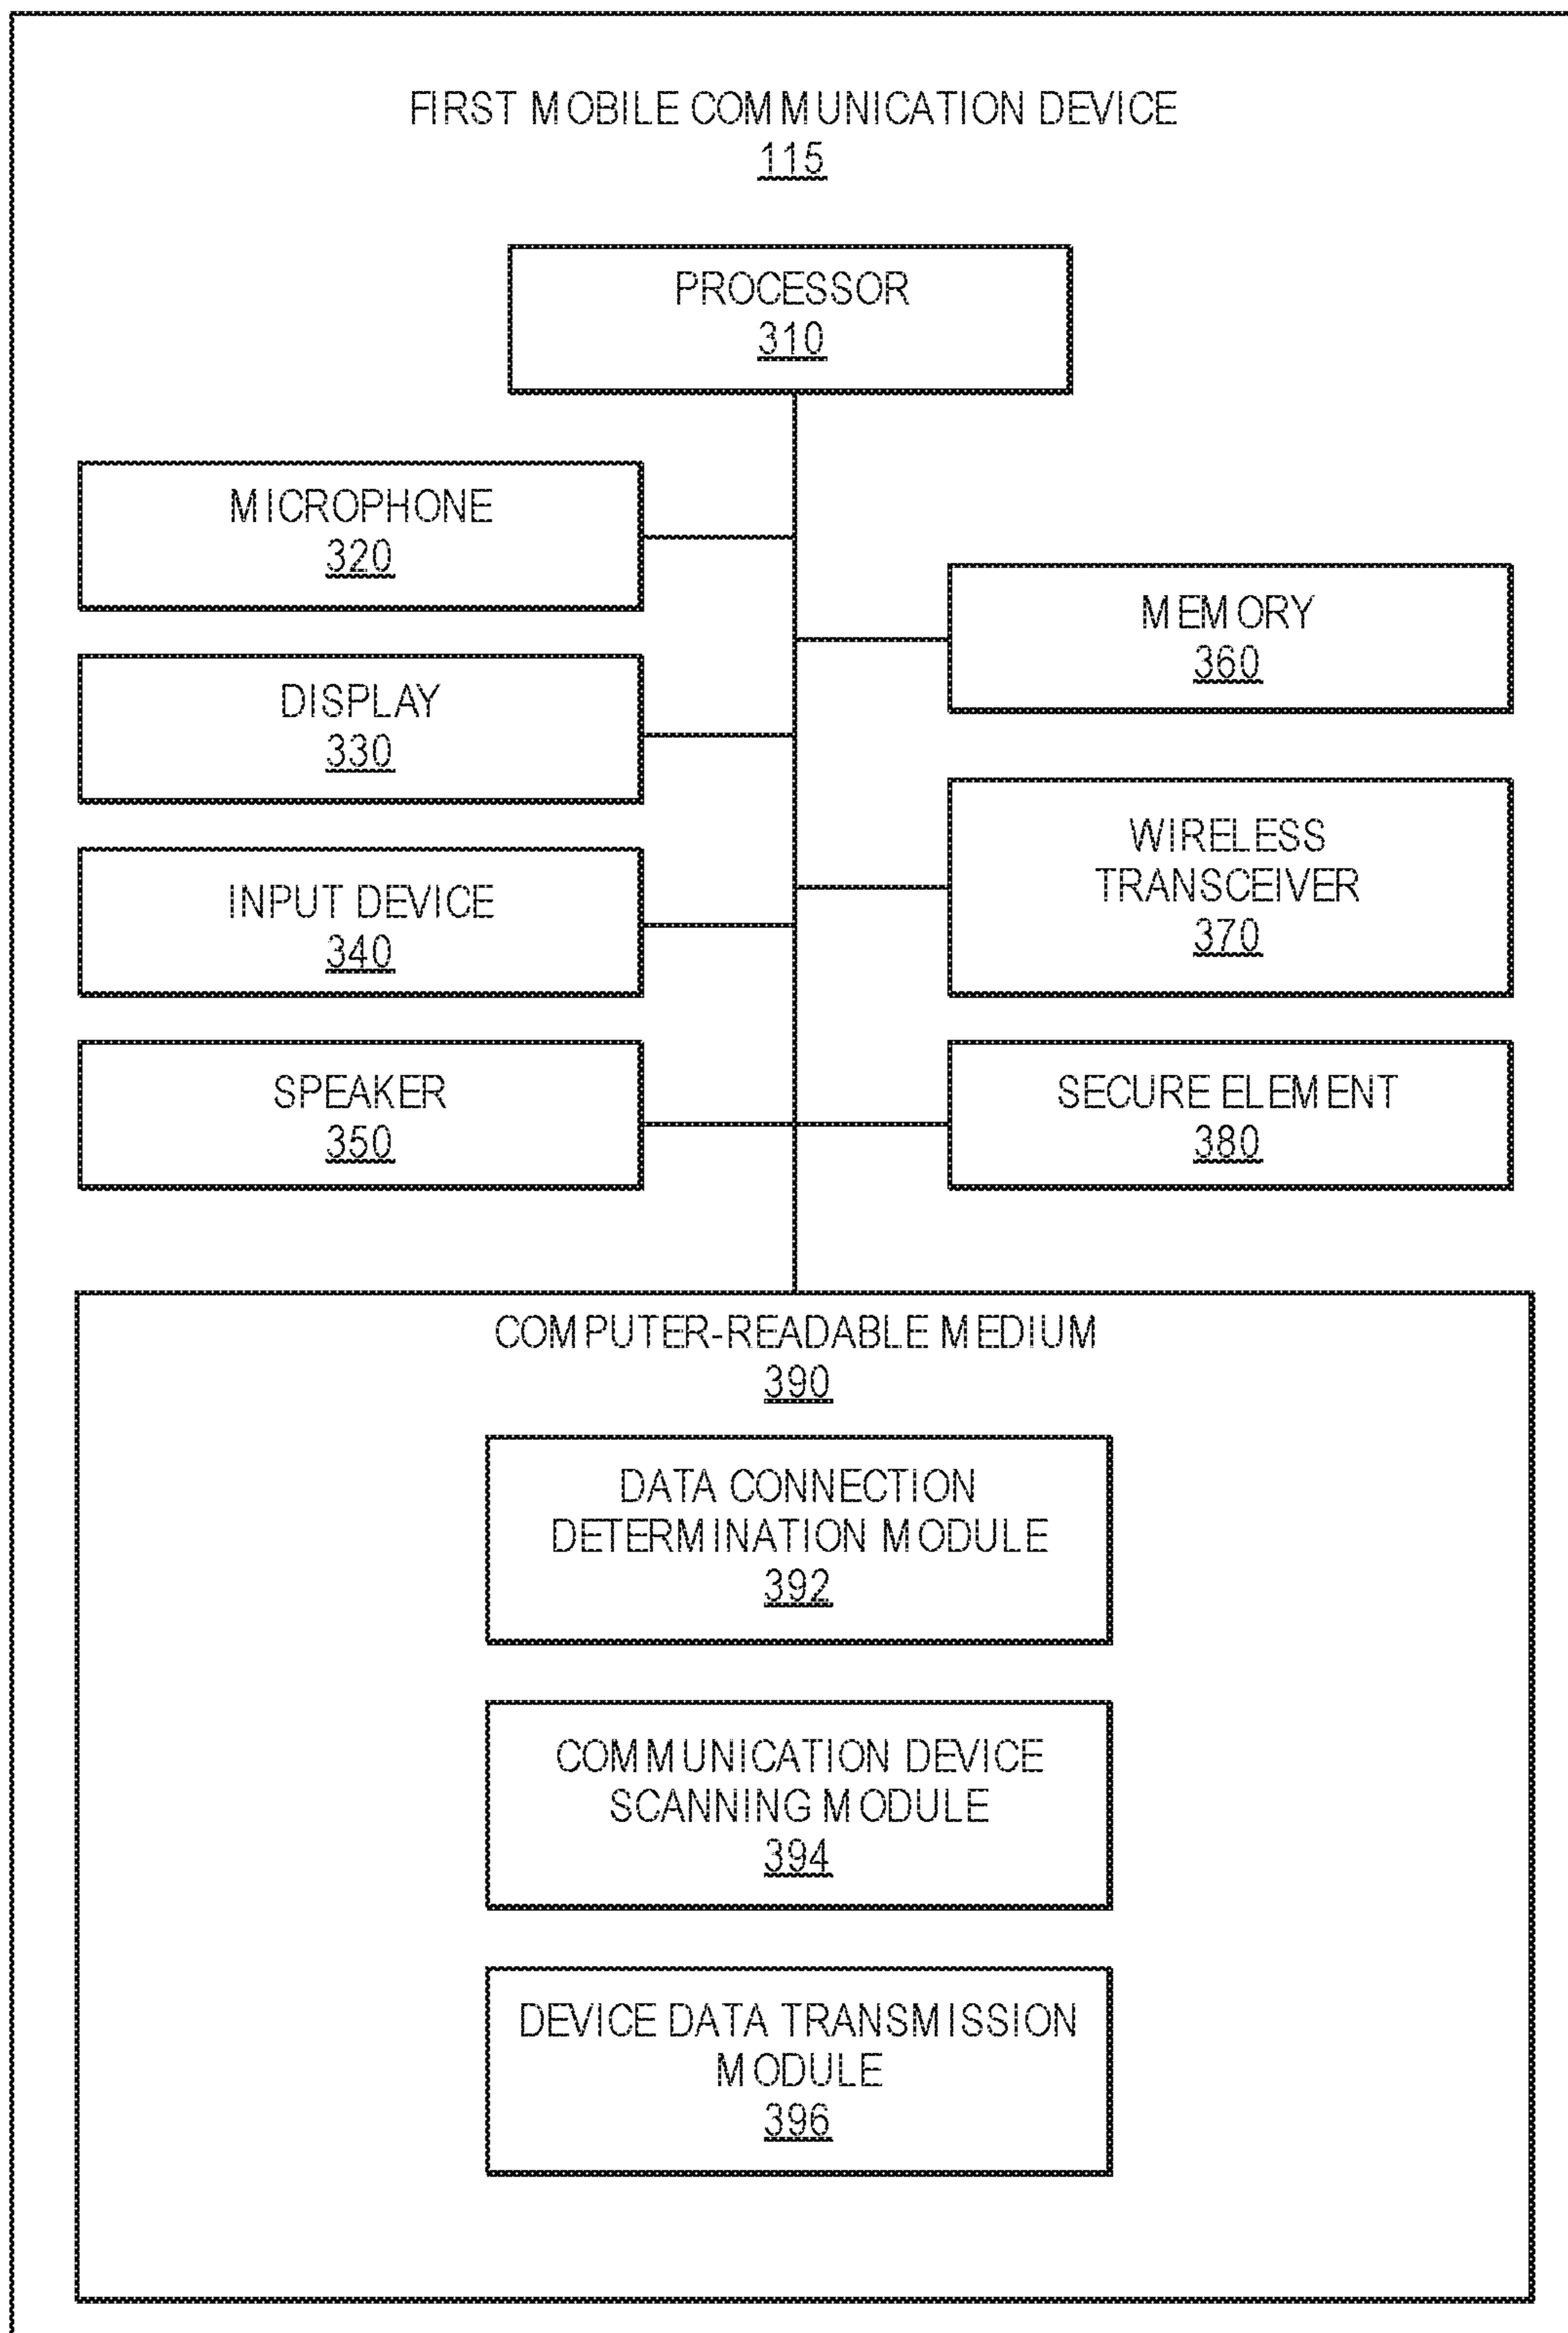 FIRST MOBILE COMMUNICATION DEVICE
115
PROCESSOR
310
MICROPHONE
320
DISPLAY
330
INPUT DEVICE
340
SPEAKER
350
MEMORY
360
WIRELESS
TRANSCEIVER
370
SECURE ELEMENT
380
COMPUTER-READABLE MEDIUM
390
DATA CONNECTION
DETERMINATION MODULE
392
COMMUNICATION DEVICE
SCANNING MODULE
394
DEVICE DATA TRANSMISSION
MODULE
396